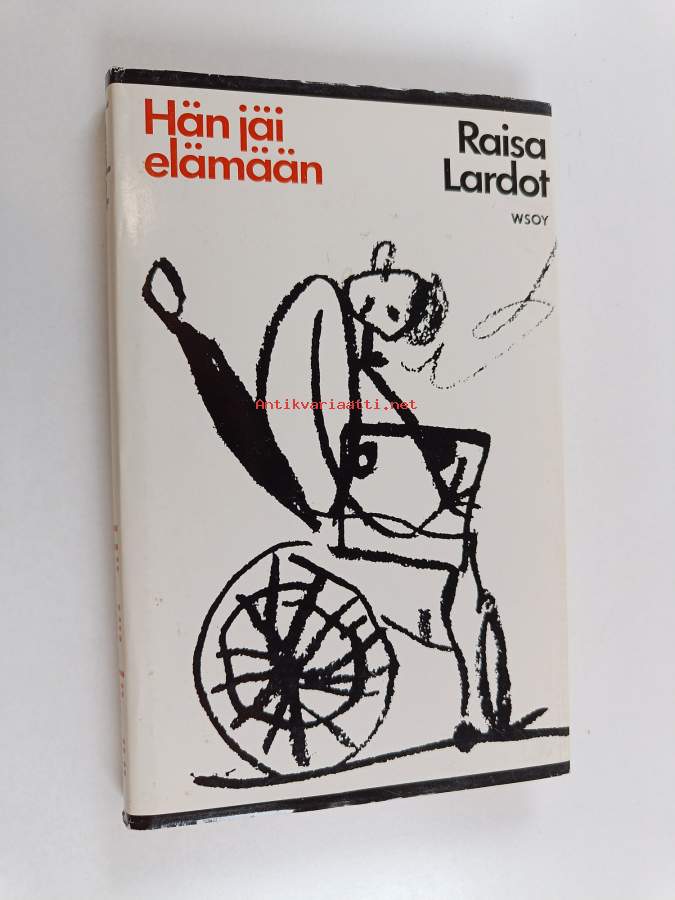 Hän jäi
elämään
Raisa
Lardot
WSOY
Antikvariaatti.net